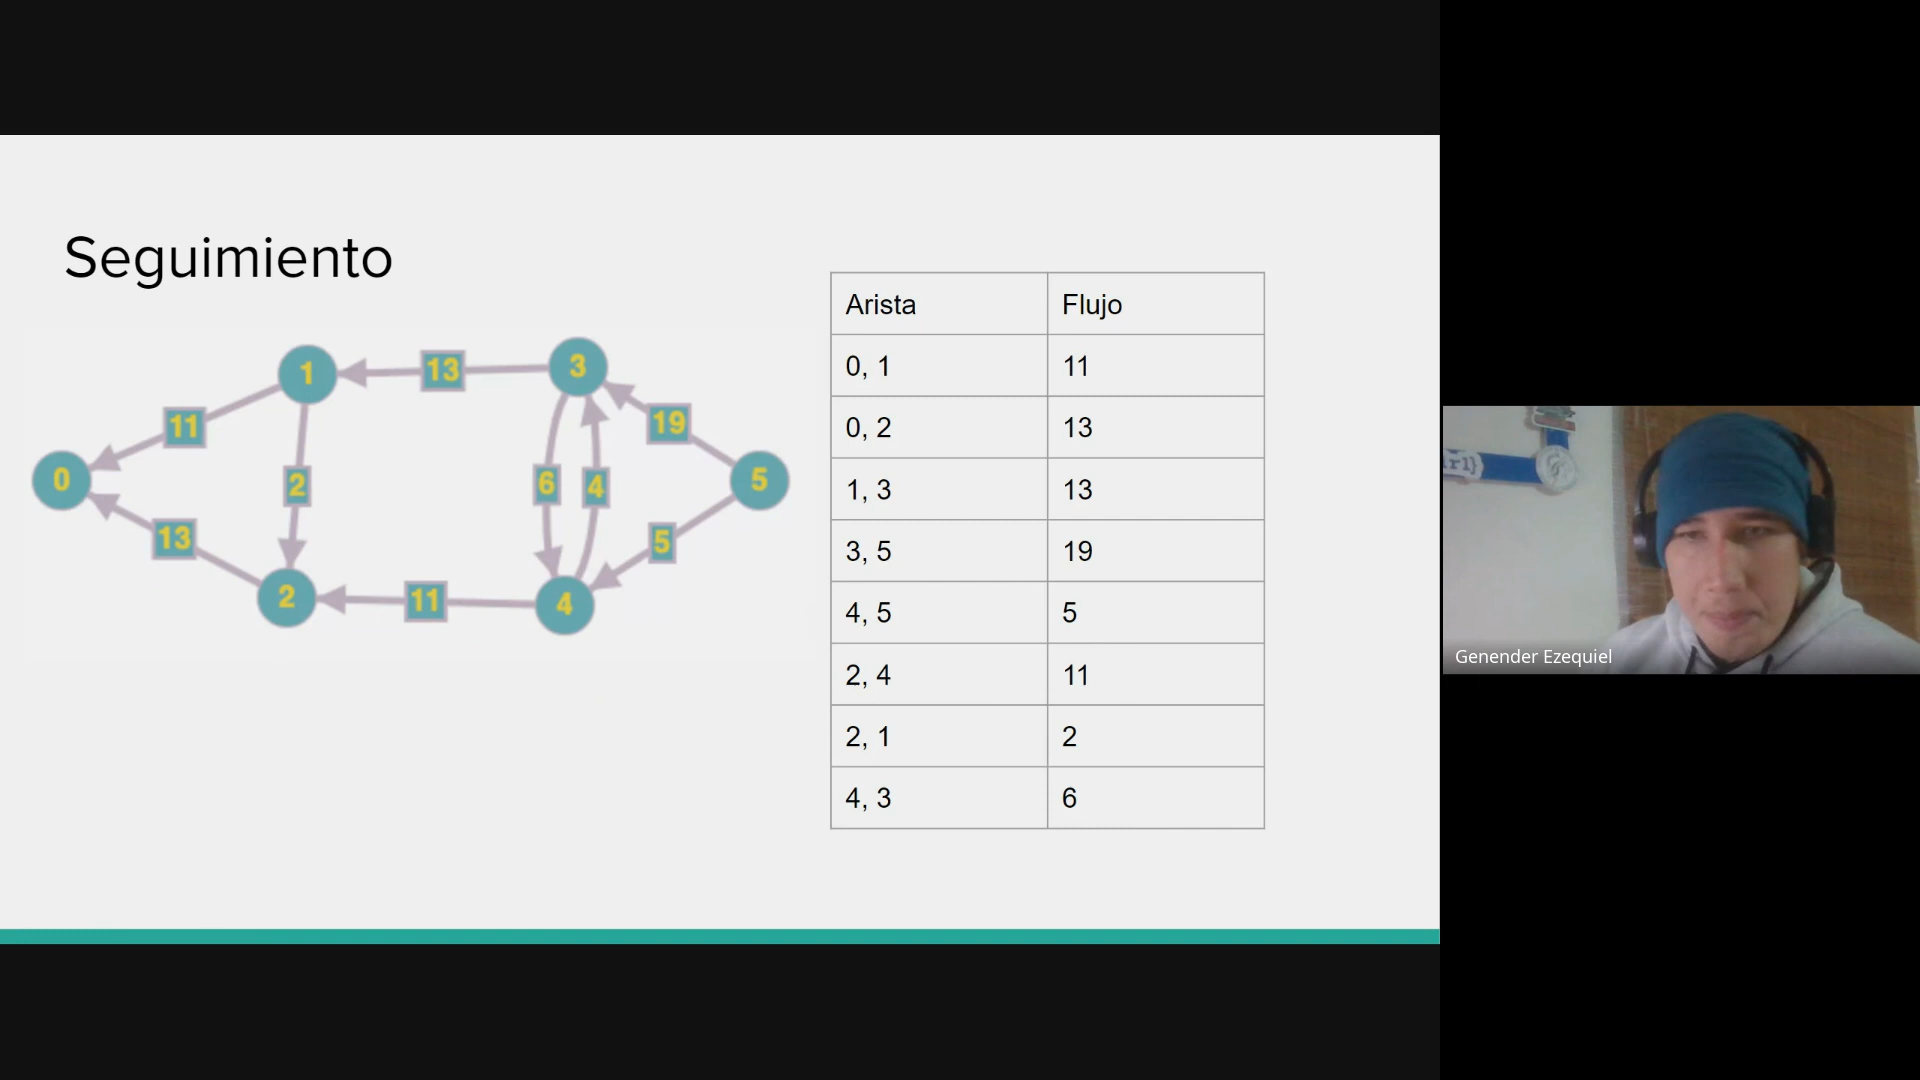 Seguimiento
1
13
3
11
19
0
2
6
4
5
13
5
2
11
4
Arista Flujo
0, 1 11
0, 2 13
1, 3 13
3, 5 19
4, 5 5
2, 4 11
2, 1 2
4, 3 6
Genender Ezequiel